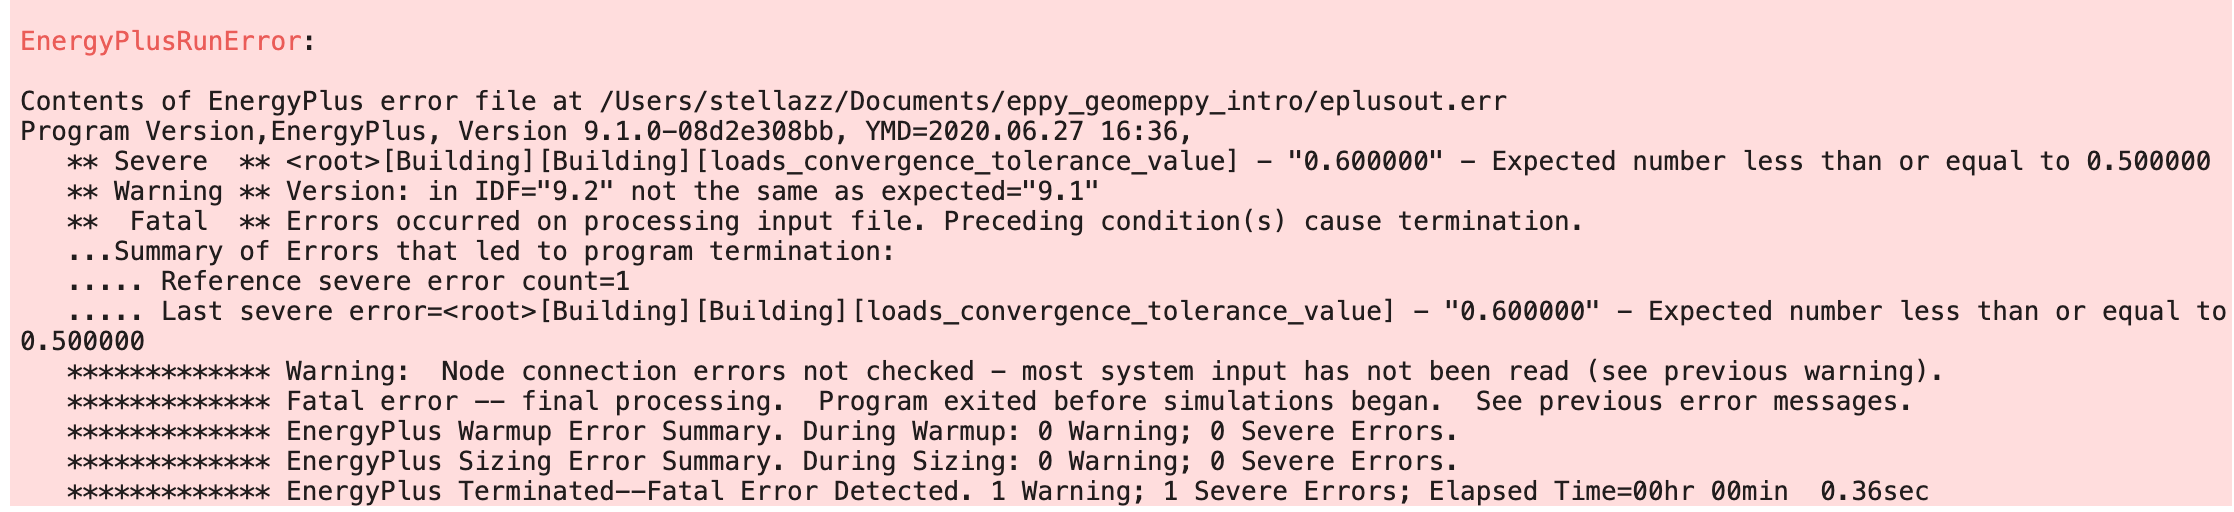 EnergyPlusRunError:
Contents of EnergyPlus error file at /Users/stellazz/Documents/eppy_geomeppy_intro/eplusout.err
Program Version,EnergyPlus, Version 9.1.0-08d2e308bb, YMD=2020.06.27 16:36,
   ** Severe  ** <root>[Building][Building][loads_convergence_tolerance_value] - "0.600000" - Expected number less than or equal to 0.500000
   ** Warning ** Version: in IDF="9.2" not the same as expected="9.1"
   **  Fatal  ** Errors occurred on processing input file. Preceding condition(s) cause termination.
   ...Summary of Errors that led to program termination:
   ..... Reference severe error count=1
   ..... Last severe error=<root>[Building][Building][loads_convergence_tolerance_value] - "0.600000" - Expected number less than or equal to
0.500000
   ************* Warning:  Node connection errors not checked - most system input has not been read (see previous warning).
   ************* Fatal error -- final processing.  Program exited before simulations began.  See previous error messages.
   ************* EnergyPlus Warmup Error Summary. During Warmup: 0 Warning; 0 Severe Errors.
   ************* EnergyPlus Sizing Error Summary. During Sizing: 0 Warning; 0 Severe Errors.
   ************* EnergyPlus Terminated--Fatal Error Detected. 1 Warning; 1 Severe Errors; Elapsed Time=00hr 00min  0.36sec